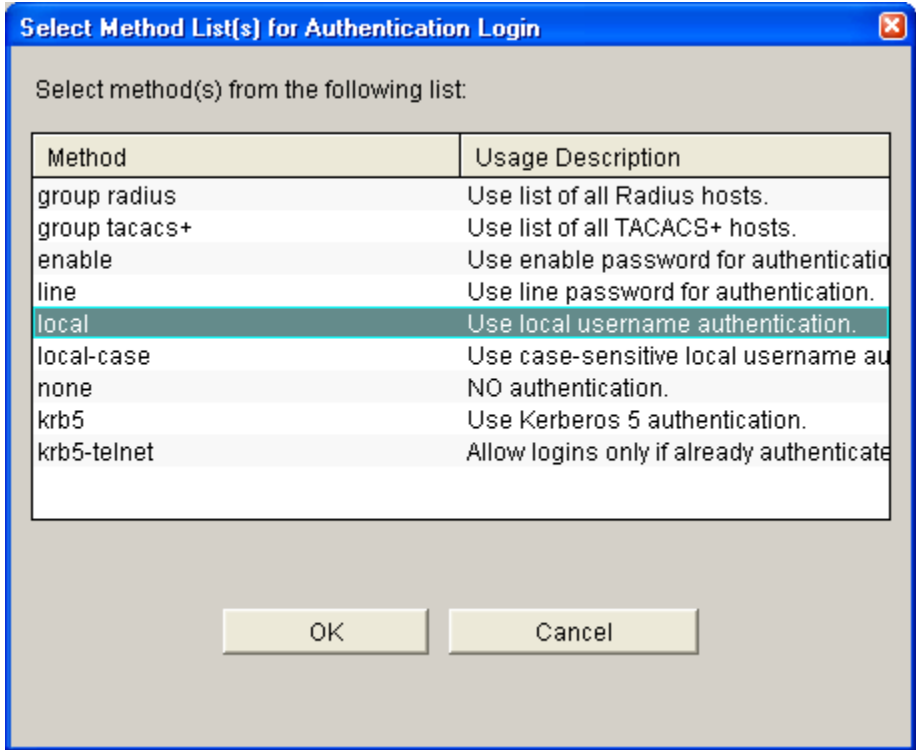 Select Method List(s) for Authentication Login
Select method(s) from the following list:
Method Usage Description
group radius Use list of all Radius hosts.
group tacacs+ Use list of all TACACS+ hosts.
enable Use enable password for authenticatio
line Use line password for authentication.
local Use local username authentication.
local-case Use case-sensitive local username au
none NO authentication.
krb5 Use Kerberos 5 authentication.
krb5-telnet Allow logins only if already authenticate
OK Cancel